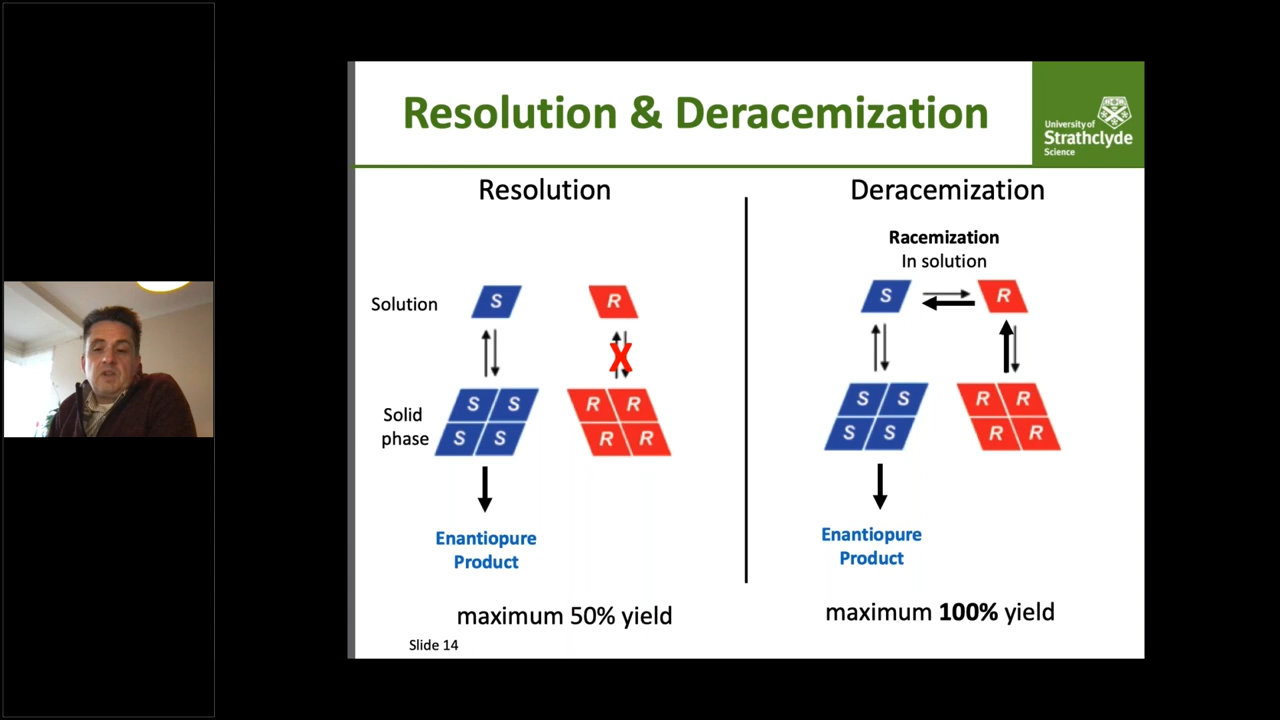 Resolution & Deracemization
University of
Strathclyde
Science
Resolution
Solution
S
R
X
Solid
phase
S S
S S
R R
R R
Enantiopure
Product
maximum 50% yield
Slide 14
Deracemization
Racemization
In solution
S
R
S S
S S
R R
R R
Enantiopure
Product
maximum 100% yield